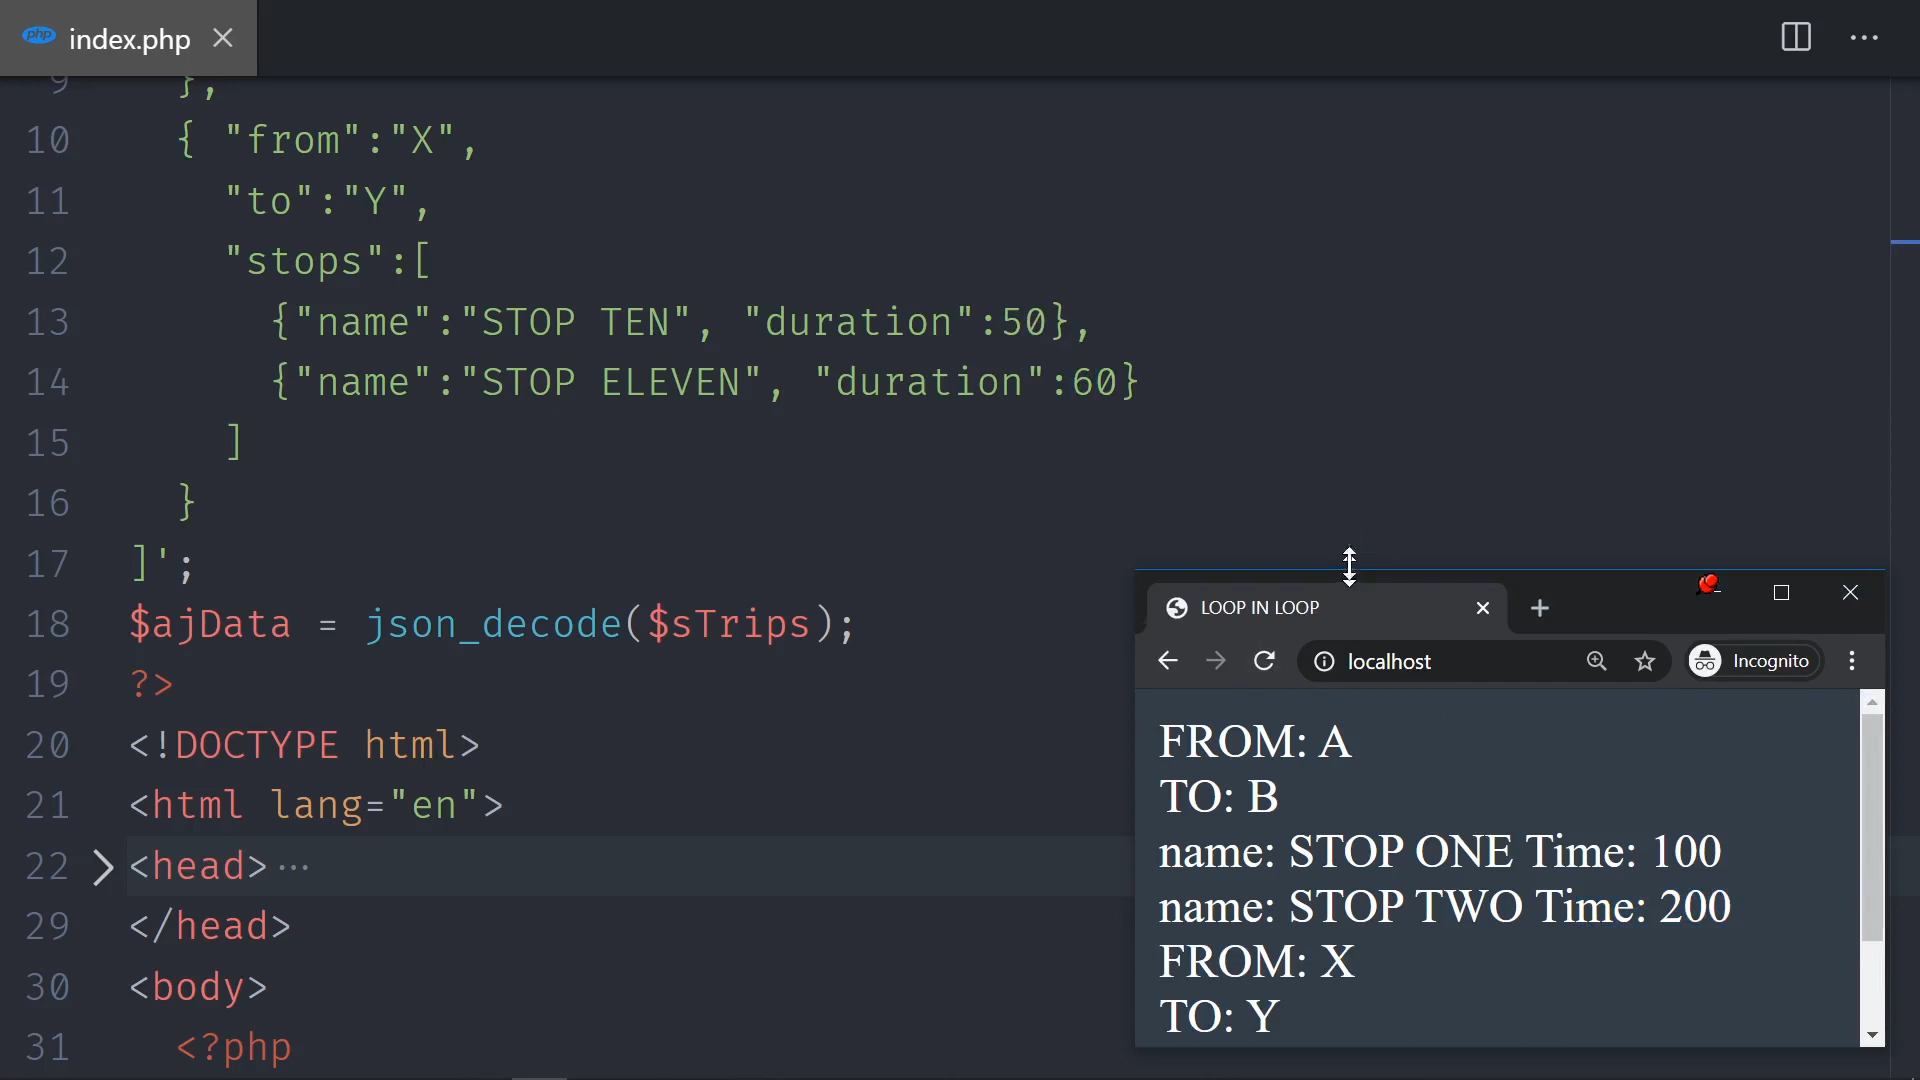 php index.php
9 },
10 { "from":"X",
11 "to":"Y",
12 "stops":[
13 {"name":"STOP TEN", "duration":50},
14 {"name":"STOP ELEVEN", "duration":60}
15 ]
16 }
17 ]';
18 $ajData = json_decode($sTrips);
19 ?>
20 <!DOCTYPE html>
21 <html lang="en">
22 <head>···
29 </head>
30 <body>
31 <?php
LOOP IN LOOP
localhost
Incognito
FROM: A
TO: B
name: STOP ONE Time: 100
name: STOP TWO Time: 200
FROM: X
TO: Y